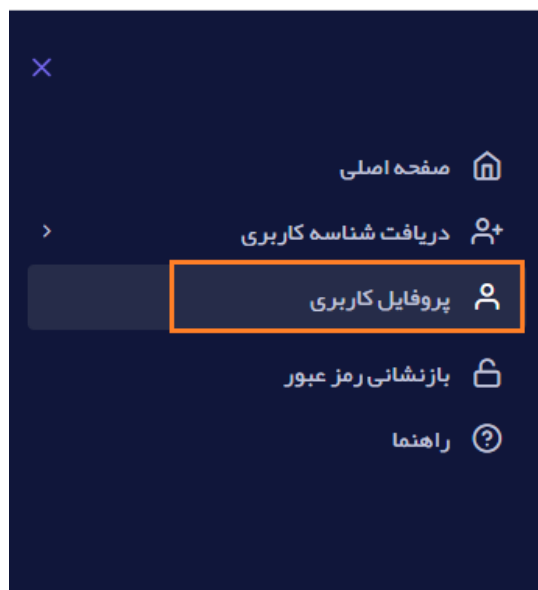 صفحه اصلی
دریافت شناسه کاربری
پروفایل کاربری
بازنشانی رمز عبور
راهنما